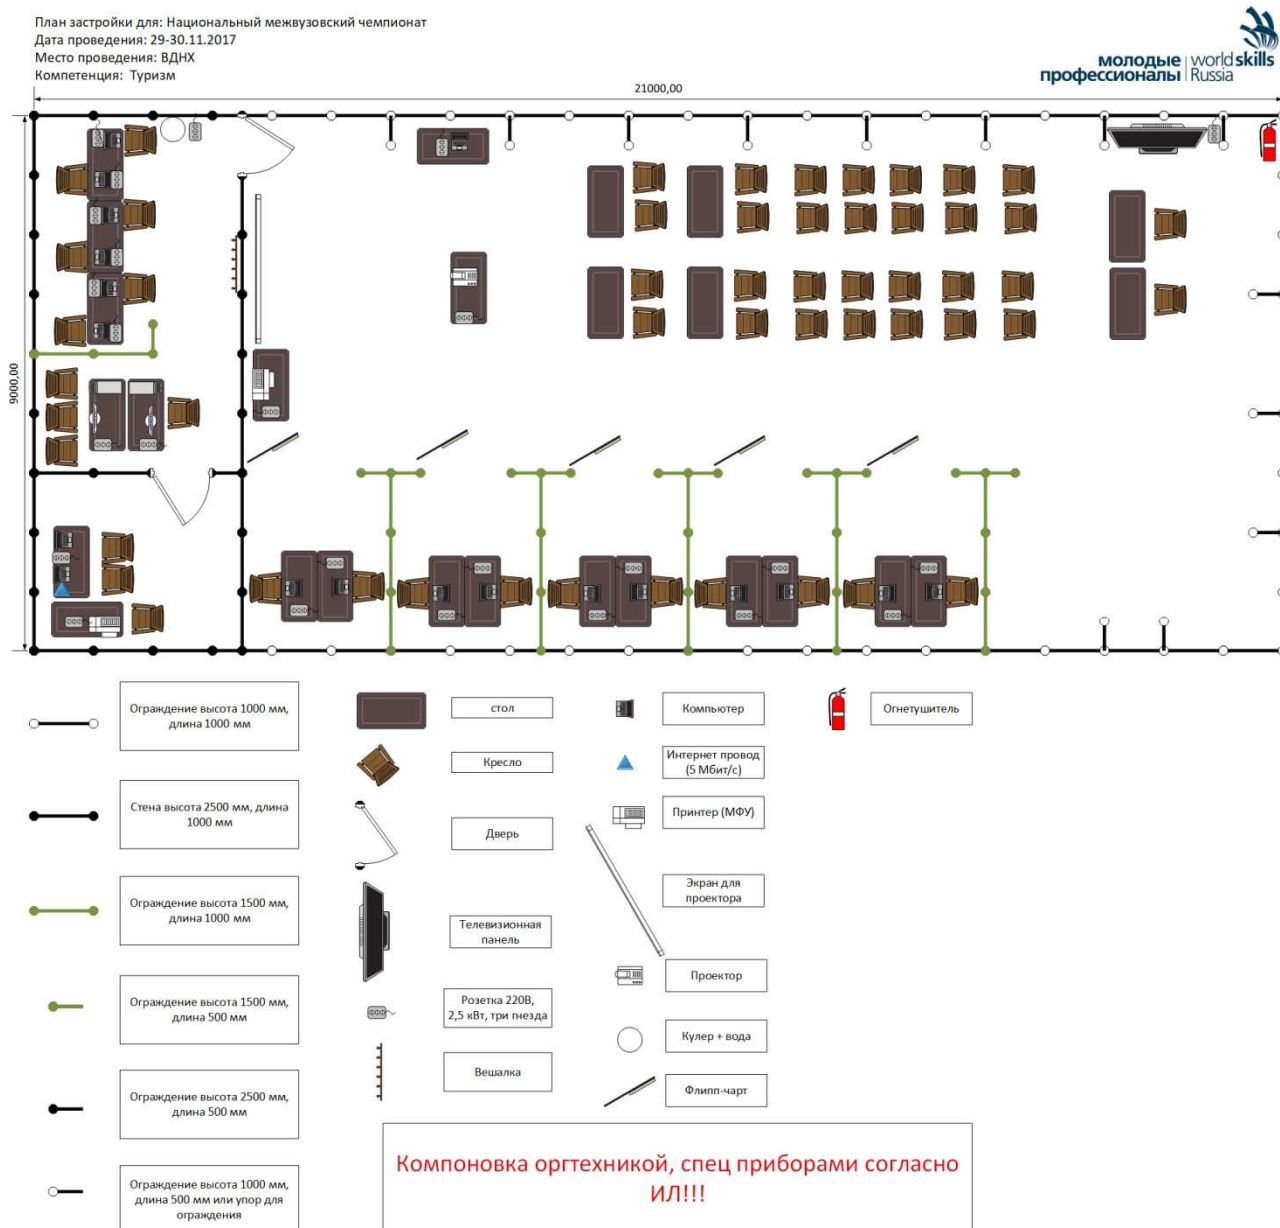 План застройки для: Национальный межвузовский чемпионат
Дата проведения: 29-30.11.2017
Место проведения: ВДНХ
Компетенция: Туризм
молодые профессионалы
worldskills Russia
21000,00
9000,00
Ограждение высота 1000 мм,
длина 1000 мм
Стена высота 2500 мм, длина
1000 мм
Ограждение высота 1500 мм,
длина 1000 мм
Ограждение высота 1500 мм,
длина 500 мм
Ограждение высота 2500 мм,
длина 500 мм
Ограждение высота 1000 мм,
длина 500 мм или упор для
ограждения
стол
Кресло
Дверь
Телевизионная
панель
Розетка 220В,
2,5 кВт, три гнезда
Вешалка
Компьютер
Интернет провод
(5 Мбит/с)
Принтер (МФУ)
Экран для
проектора
Проектор
Кулер + вода
Флипп-чарт
Огнетушитель
Компоновка оргтехникой, спец приборами согласно
ИЛ!!!